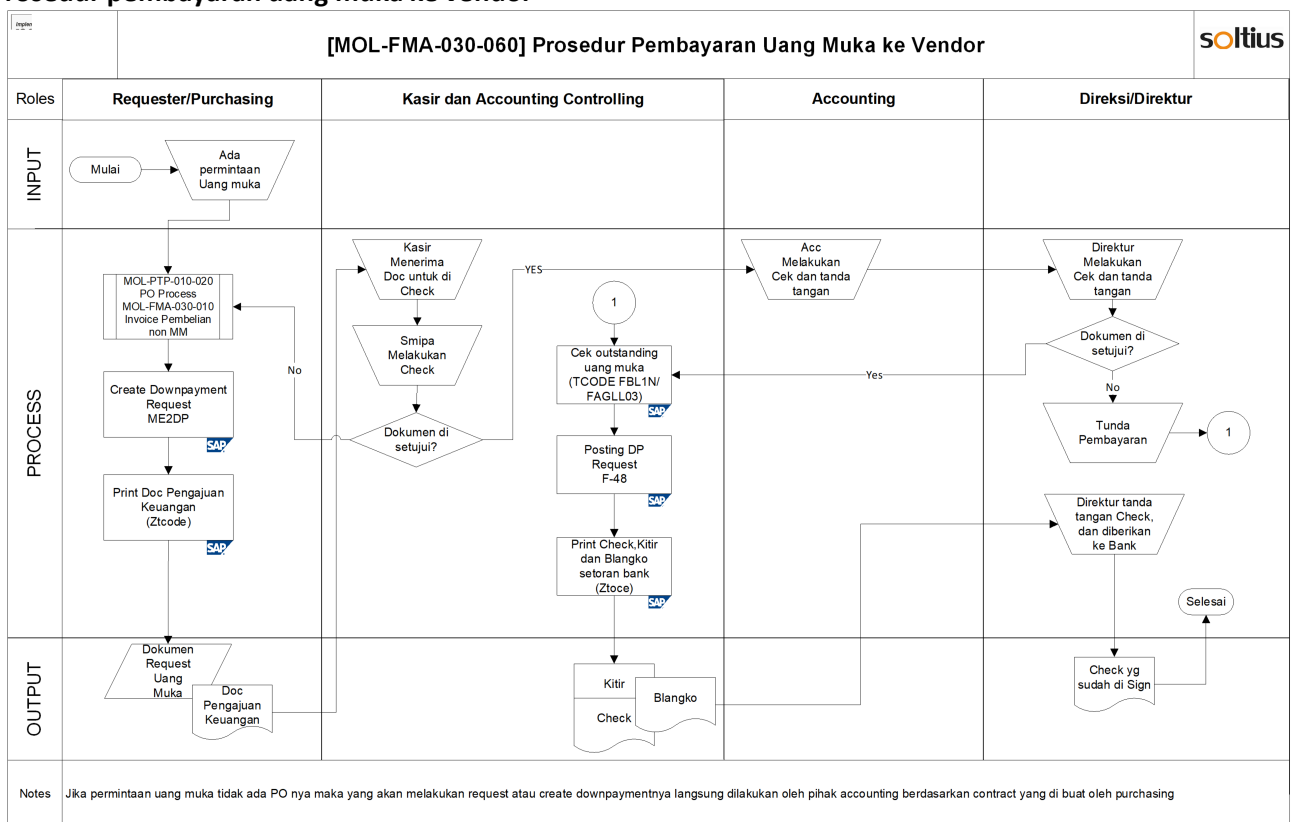 rosedur pembayaran uang muka ke vendor
Implen
[MOL-FMA-030-060] Prosedur Pembayaran Uang Muka ke Vendor
soltius
Roles
Requester/Purchasing
Kasir dan Accounting Controlling
Accounting
Direksi/Direktur
INPUT
Mulai
Ada
permintaan
Uang muka
PROCESS
MOL-PTP-010-020
PO Process
MOL-FMA-030-010
Invoice Pembelian
non MM
Create Downpayment
Request
ME2DP
SAP
Print Doc Pengajuan
Keuangan
(Ztcode)
SAP
No
Kasir
Menerima
Doc untuk di
Check
Smipa
Melakukan
Check
Dokumen di
setujui?
YES
1
Cek outstanding
uang muka
(TCODE FBL1N/
FAGLL03)
SAP
Posting DP
Request
F-48
SAP
Print Check,Kitir
dan Blangko
setoran bank
(Ztoce)
SAP
Acc
Melakukan
Cek dan tanda
tangan
Yes
Direktur
Melakukan
Cek dan tanda
tangan
Dokumen di
setujui?
No
Tunda
Pembayaran
1
Direktur tanda
tangan Check,
dan diberikan
ke Bank
Selesai
OUTPUT
Dokumen
Request
Uang
Muka
Doc
Pengajuan
Keuangan
Kitir
Check
Blangko
Check yg
sudah di Sign
Notes
Jika permintaan uang muka tidak ada PO nya maka yang akan melakukan request atau create downpaymentnya langsung dilakukan oleh pihak accounting berdasarkan contract yang di buat oleh purchasing